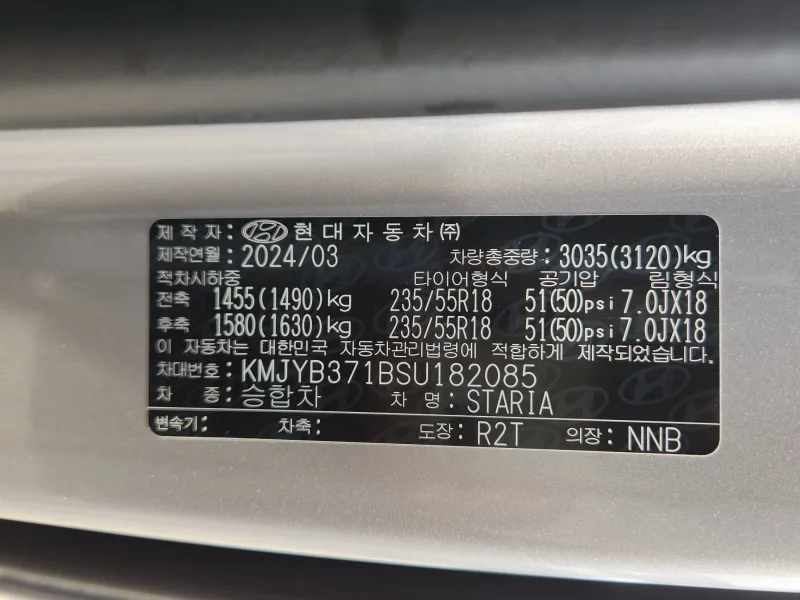 제 작 자: 현대자동차㈜
제작연월: 2024/03 차량총중량: 3035(3120)kg
적차시하중 타이어형식 공기압 림형식
전축 1455(1490)kg 235/55R18 51(50)psi 7.0JX18
후축 1580(1630)kg 235/55R18 51(50)psi 7.0JX18
이 자동차는 대한민국 자동차관리법령에 적합하게 제작되었습니다.
차대번호: KMJYB371BSU182085
차 종: 승합차 차 명: STARIA
변속기: 차축: 도장: R2T 의장: NNB